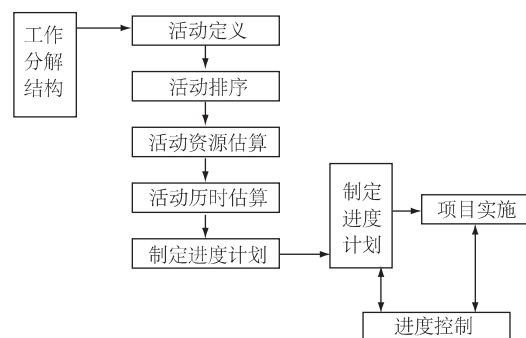 工作
分解
结构
活动定义
活动排序
活动资源估算
活动历时估算
制定进度计划
制定
进度
计划
项目实施
进度控制